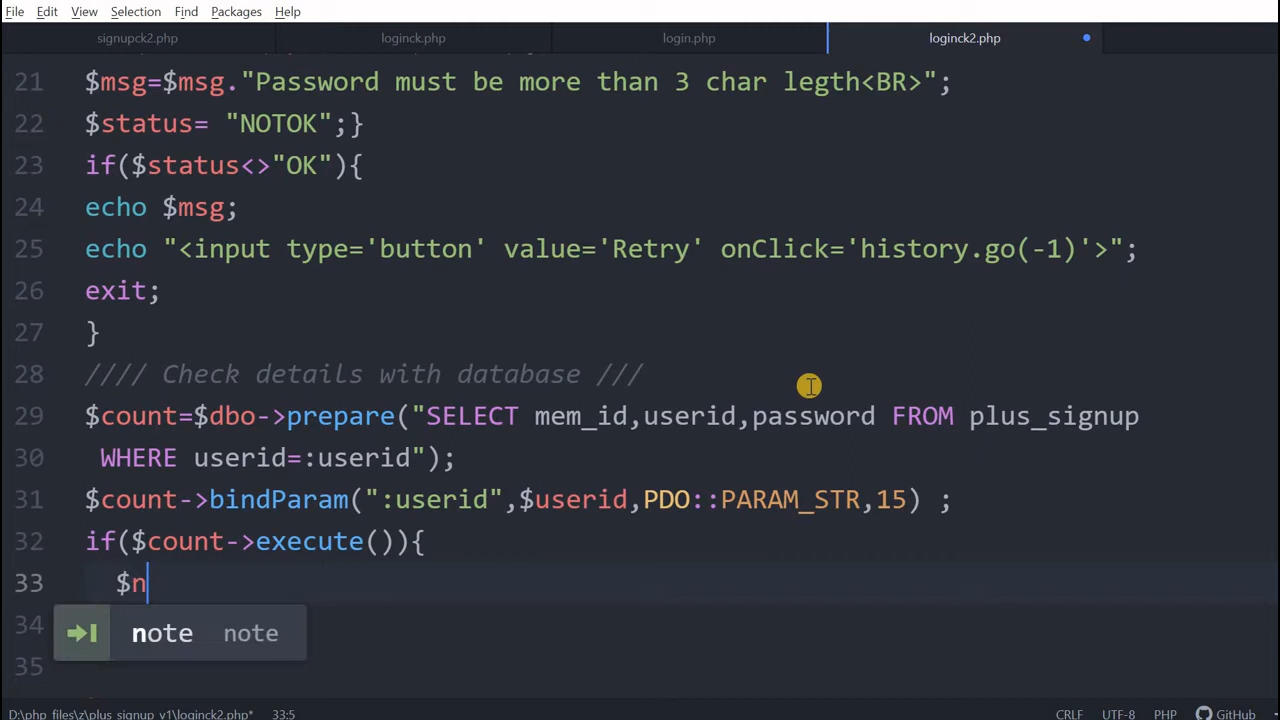 File Edit View Selection Find Packages Help
signupck2.php loginck.php login.php loginck2.php
21 $msg=$msg."Password must be more than 3 char legth<BR>";
22 $status= "NOTOK";}
23 if($status<>"OK"){
24 echo $msg;
25 echo "<input type='button' value='Retry' onClick='history.go(-1)'>";
26 exit;
27 }
28 //// Check details with database ///
29 $count=$dbo->prepare("SELECT mem_id,userid,password FROM plus_signup
30 WHERE userid=:userid");
31 $count->bindParam(":userid",$userid,PDO::PARAM_STR,15) ;
32 if($count->execute()){
33 $n
34 note note
35
D:\php_files\z\plus_signup_v1\loginck2.php* 33:5 CRLF UTF-8 PHP GitHub